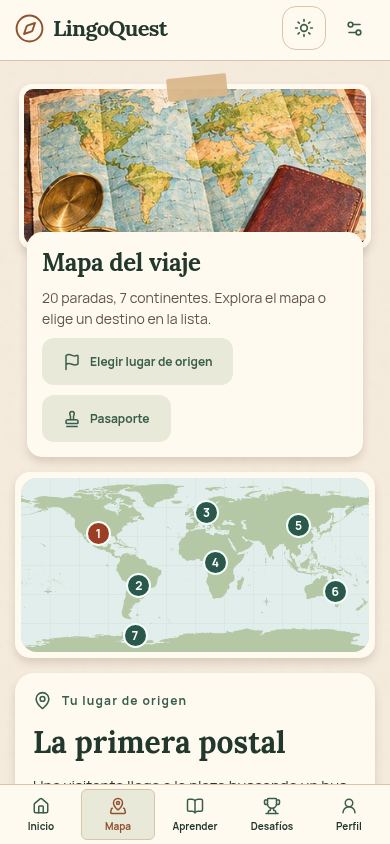 LingoQuest
Mapa del viaje
20 paradas, 7 continentes. Explora el mapa o
elige un destino en la lista.
Elegir lugar de origen
Pasaporte
3
5
1
4
2
6
7
Tu lugar de origen
La primera postal
Inicio
Mapa
Aprender
Desafíos
Perfil